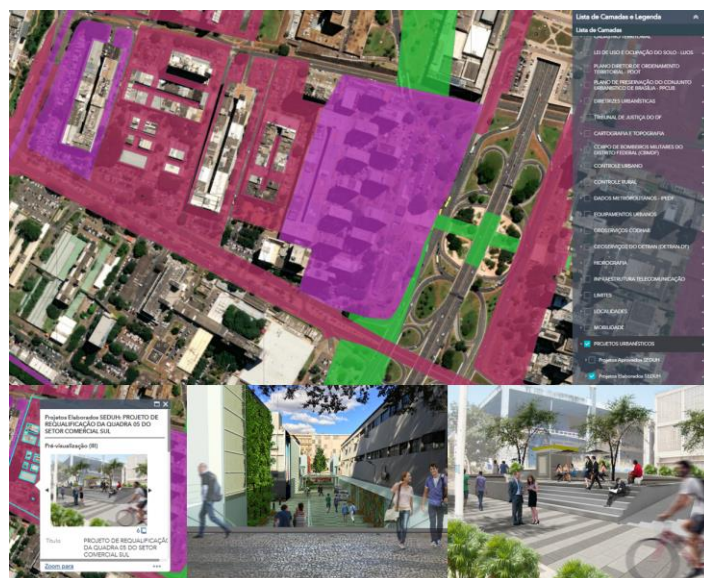 Lista de Camadas e Legenda
Lista de Camadas
CADASTRO TERRITORIAL
LEI DE USO E OCUPAÇÃO DO SOLO - LUOS
PLANO DIRETOR DE ORDENAMENTO
TERRITORIAL - PDOT
PLANO DE PRESERVAÇÃO DO CONJUNTO
URBANÍSTICO DE BRASÍLIA - PPCUB
DIRETRIZES URBANÍSTICAS
TRIBUNAL DE JUSTIÇA DO DF
CARTOGRAFIA E TOPOGRAFIA
CORPO DE BOMBEIROS MILITARES DO
DISTRITO FEDERAL (CBMDF)
CONTROLE URBANO
CONTROLE RURAL
DADOS METROPOLITANOS - IPEDF
EQUIPAMENTOS URBANOS
GEOSERVIÇOS CODHAB
GEOSERVIÇOS DO DETRAN (DETRAN DF)
HIDROGRAFIA
INFRAESTRUTURA TELECOMUNICAÇÃO
LIMITES
LOCALIDADES
MOBILIDADE
PROJETOS URBANÍSTICOS
Projetos Aprovados SEDUH
Projetos Elaborados SEDUH
Projetos Elaborados SEDUH: PROJETO DE
REQUALIFICAÇÃO DA QUADRA 05 DO
SETOR COMERCIAL SUL
Pré-visualização (III)
Título
PROJETO DE REQUALIFICAÇÃO
DA QUADRA 05 DO SETOR
COMERCIAL SUL
Zoom para